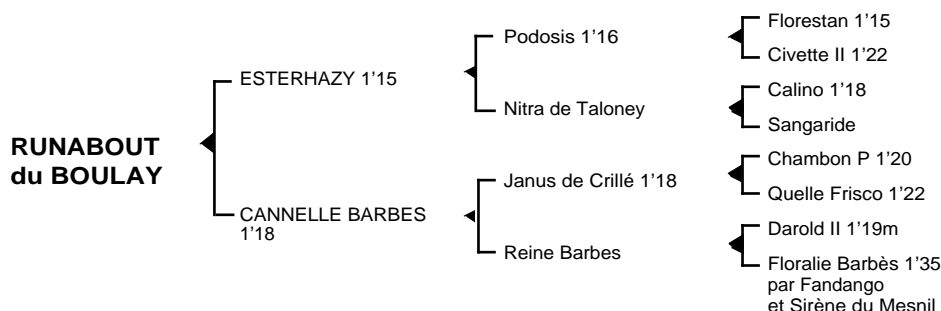 Florestan 1’15
Podosis 1’16
Civette II 1’22
ESTERHAZY 1’15
Calino 1’18
Nitra de Taloney
Sangaride
RUNABOUT
du BOULAY
Chambon P 1’20
Janus de Crillé 1’18
Quelle Frisco 1’22
CANNELLE BARBES
1’18
Darold II 1’19m
Reine Barbes
Floralie Barbès 1’35
par Fandango
et Sirène du Mesnil